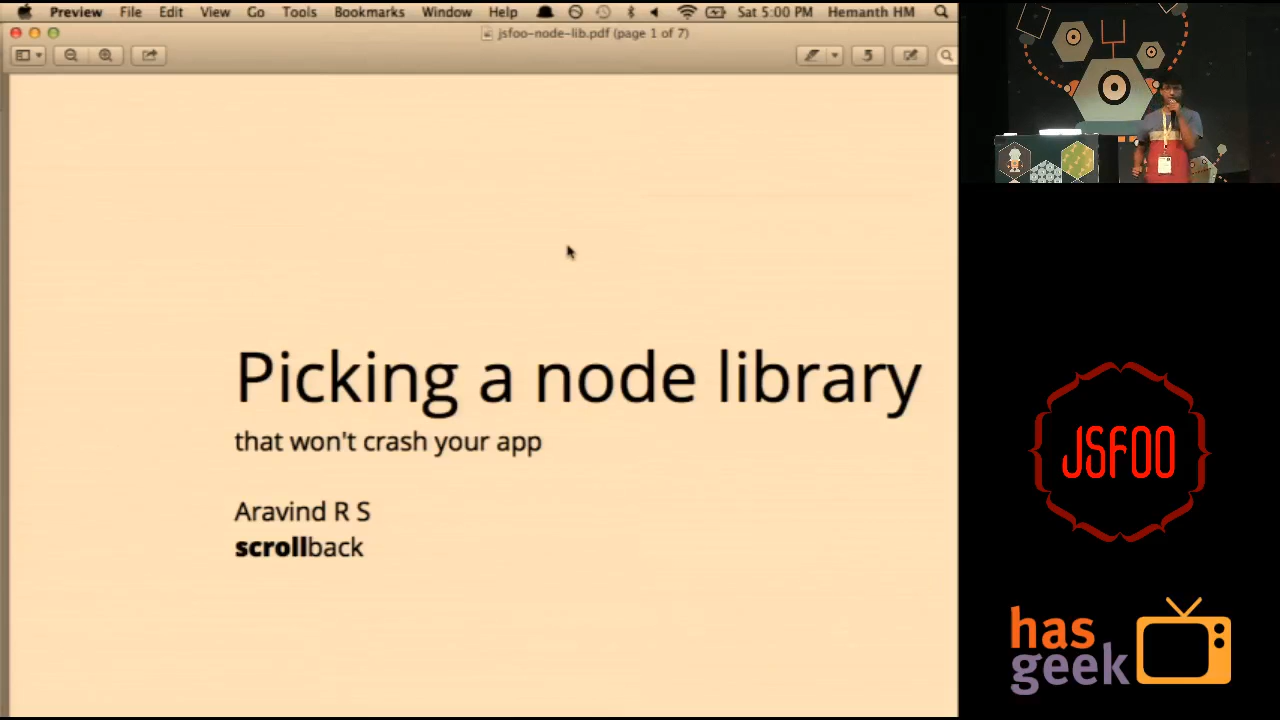 Preview File Edit View Go Tools Bookmarks Window Help Sat 5:00 PM Hemanth HM
jsfoo-node-lib.pdf (page 1 of 7)
Picking a node library
that won't crash your app
Aravind R S
scrollback
JSFOO
has
geek